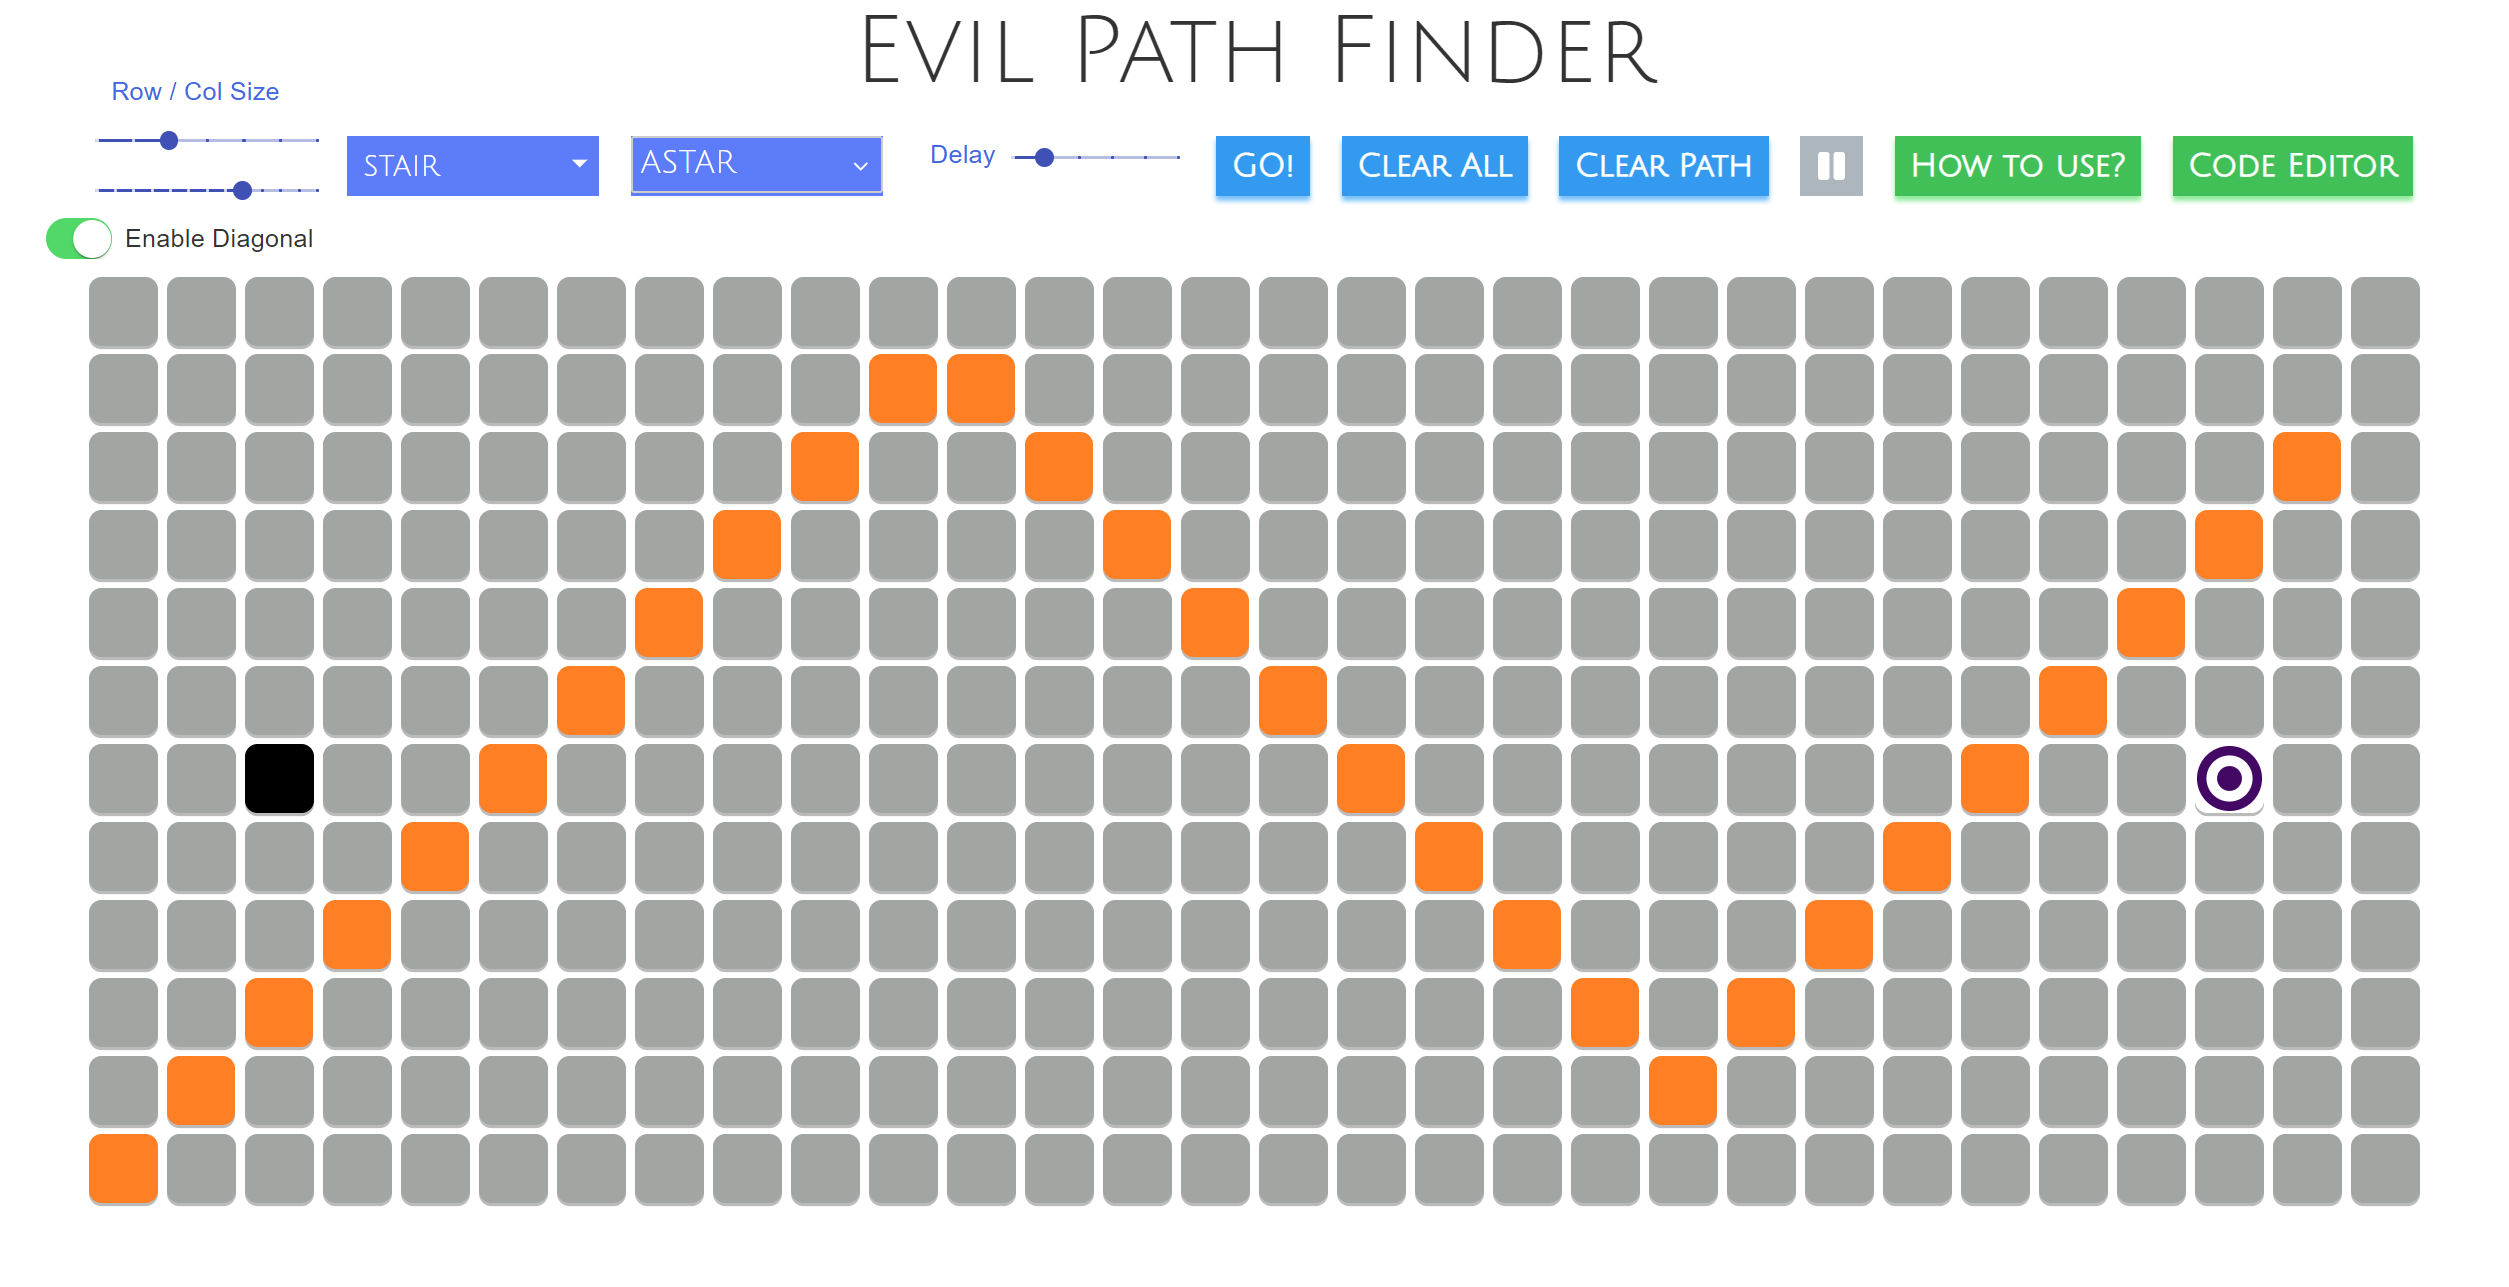 Evil Path Finder
Row / Col Size
STAIR
ASTAR
Delay
Go!
Clear All
Clear Path
How to use?
Code Editor
Enable Diagonal